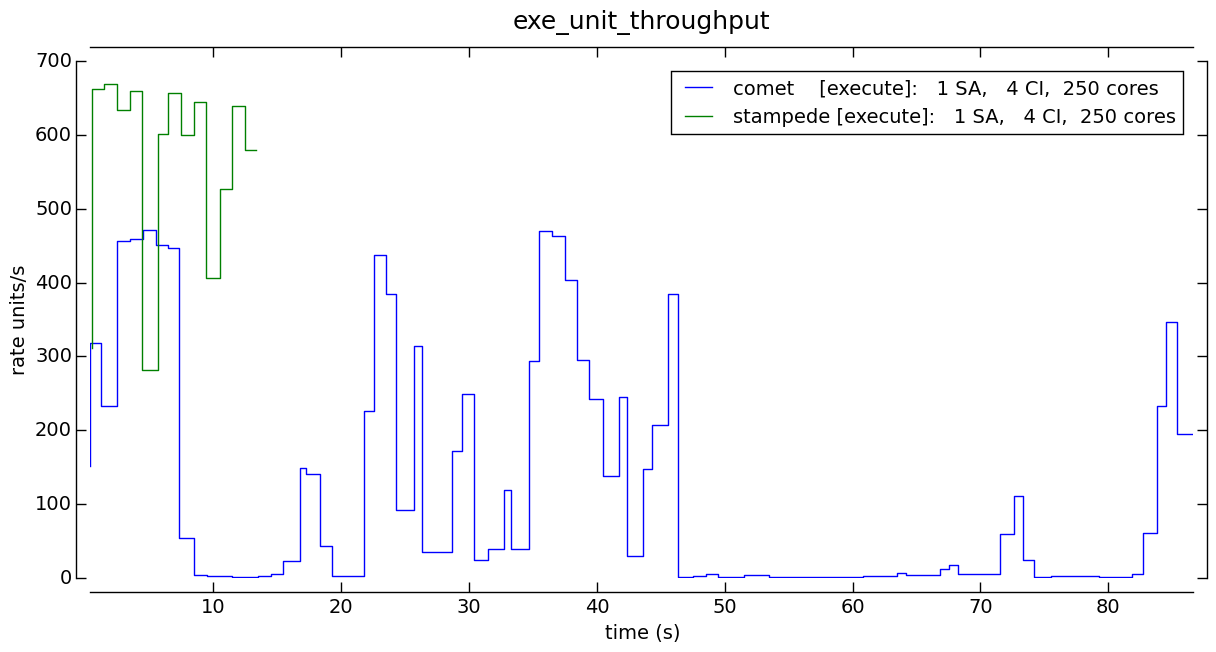 exe_unit_throughput
700
600
500
400
300
200
100
0
rate units/s
comet [execute]: 1 SA, 4 CI, 250 cores
stampede [execute]: 1 SA, 4 CI, 250 cores
10 20 30 40 50 60 70 80
time (s)